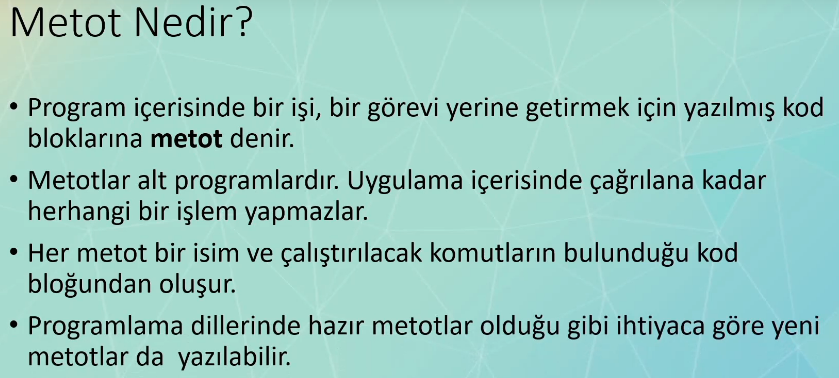 Metot Nedir?
• Program içerisinde bir işi, bir görevi yerine getirmek için yazılmış kod
bloklarına metot denir.
• Metotlar alt programlardır. Uygulama içerisinde çağrılana kadar
herhangi bir işlem yapmazlar.
• Her metot bir isim ve çalıştırılacak komutların bulunduğu kod
bloğundan oluşur.
• Programlama dillerinde hazır metotlar olduğu gibi ihtiyaca göre yeni
metotlar da  yazılabilir.